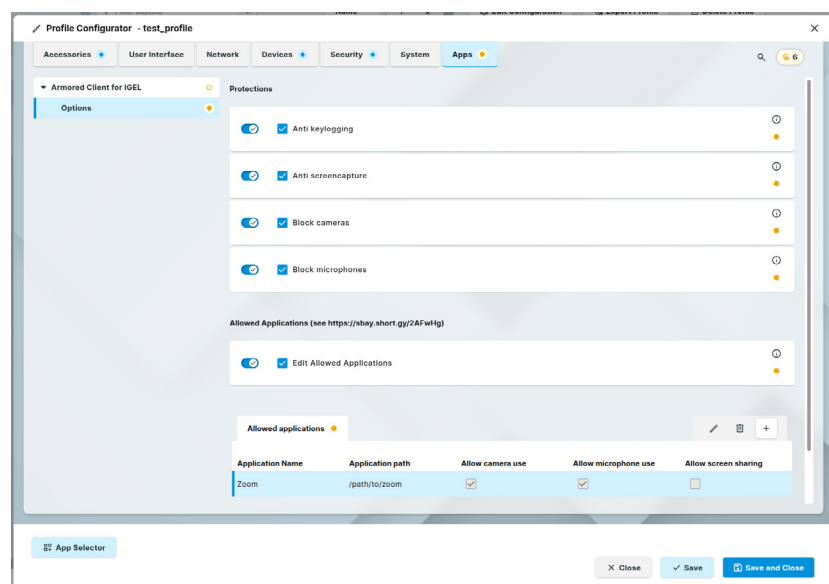 Profile Configurator - test_profile
Accessories
User Interface
Network
Devices
Security
System
Apps
6
Armored Client for IGEL
Options
Protections
Anti keylogging
Anti screencapture
Block cameras
Block microphones
Allowed Applications (see https://sbay.short.gy/2AFwHg)
Edit Allowed Applications
Allowed applications
Application Name Application path Allow camera use Allow microphone use Allow screen sharing
Zoom /path/to/zoom
App Selector
Close
Save
Save and Close